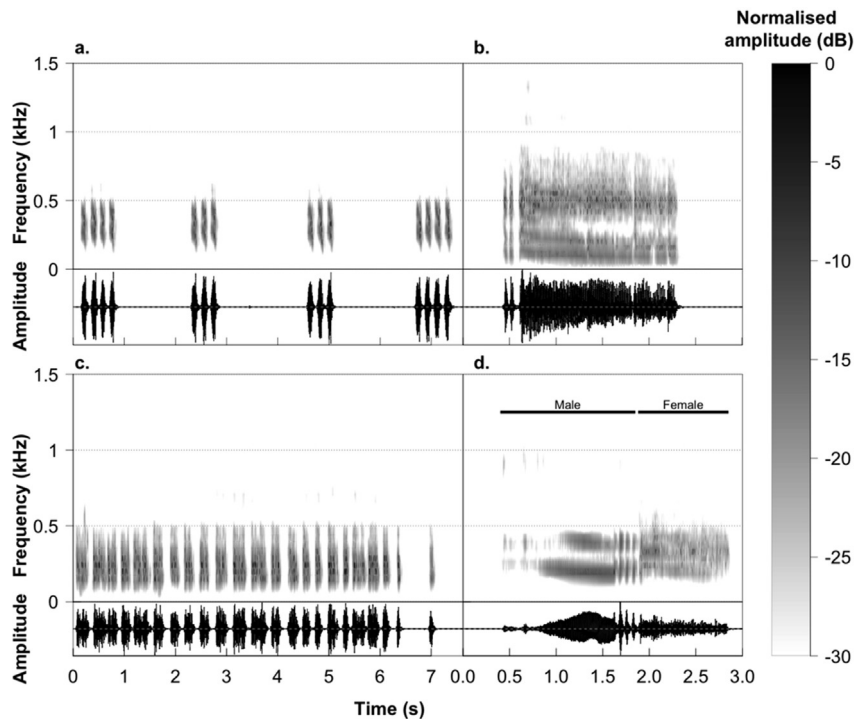 Normalised
amplitude (dB)
a.
b.
1.5
1
0.5
0
Frequency (kHz)
Amplitude
0
-5
-10
-15
-20
-25
-30
c.
d.
1.5
1
0.5
0
Frequency (kHz)
Amplitude
Male
Female
0 1 2 3 4 5 6 7 0.0 0.5 1.0 1.5 2.0 2.5 3.0
Time (s)